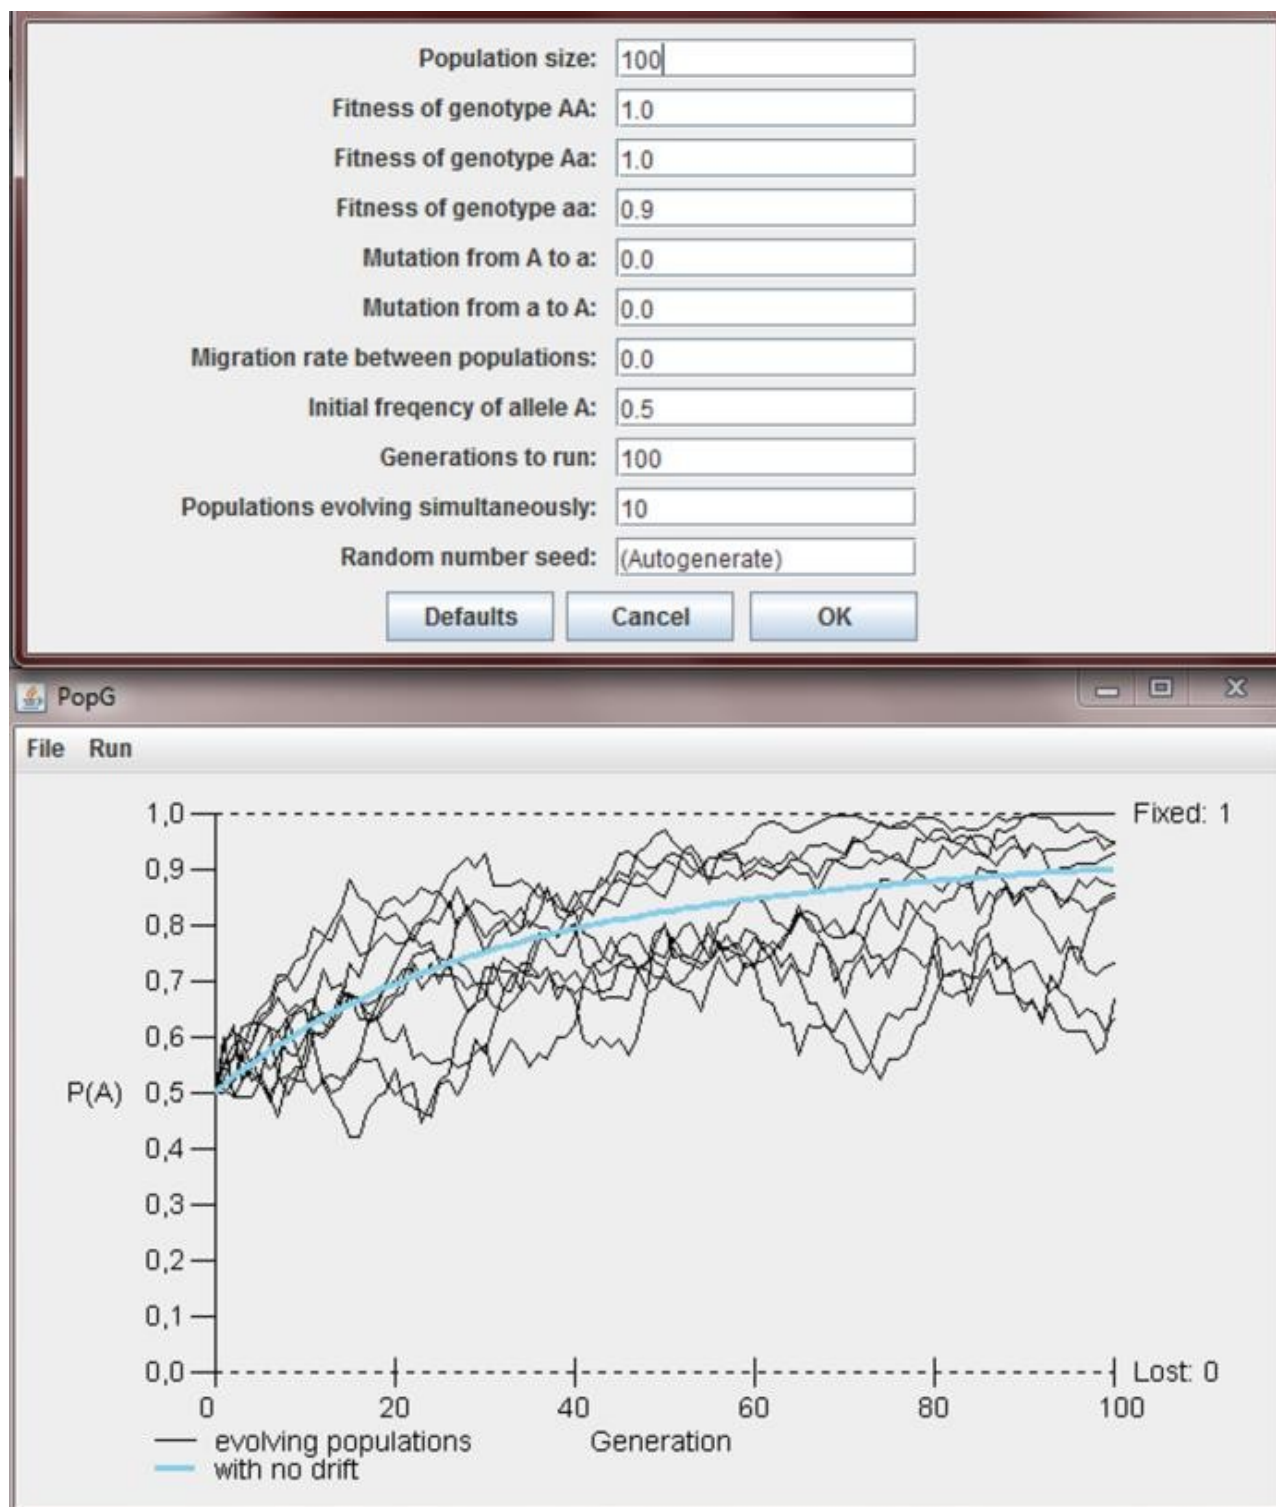 Population size: 100
Fitness of genotype AA: 1.0
Fitness of genotype Aa: 1.0
Fitness of genotype aa: 0.9
Mutation from A to a: 0.0
Mutation from a to A: 0.0
Migration rate between populations: 0.0
Initial freqency of allele A: 0.5
Generations to run: 100
Populations evolving simultaneously: 10
Random number seed: (Autogenerate)
Defaults Cancel OK
PopG
File Run
1,0 Fixed: 1
0,9
0,8
0,7
0,6
P(A) 0,5
0,4
0,3
0,2
0,1
0,0 Lost: 0
0 20 40 60 80 100
evolving populations Generation
with no drift